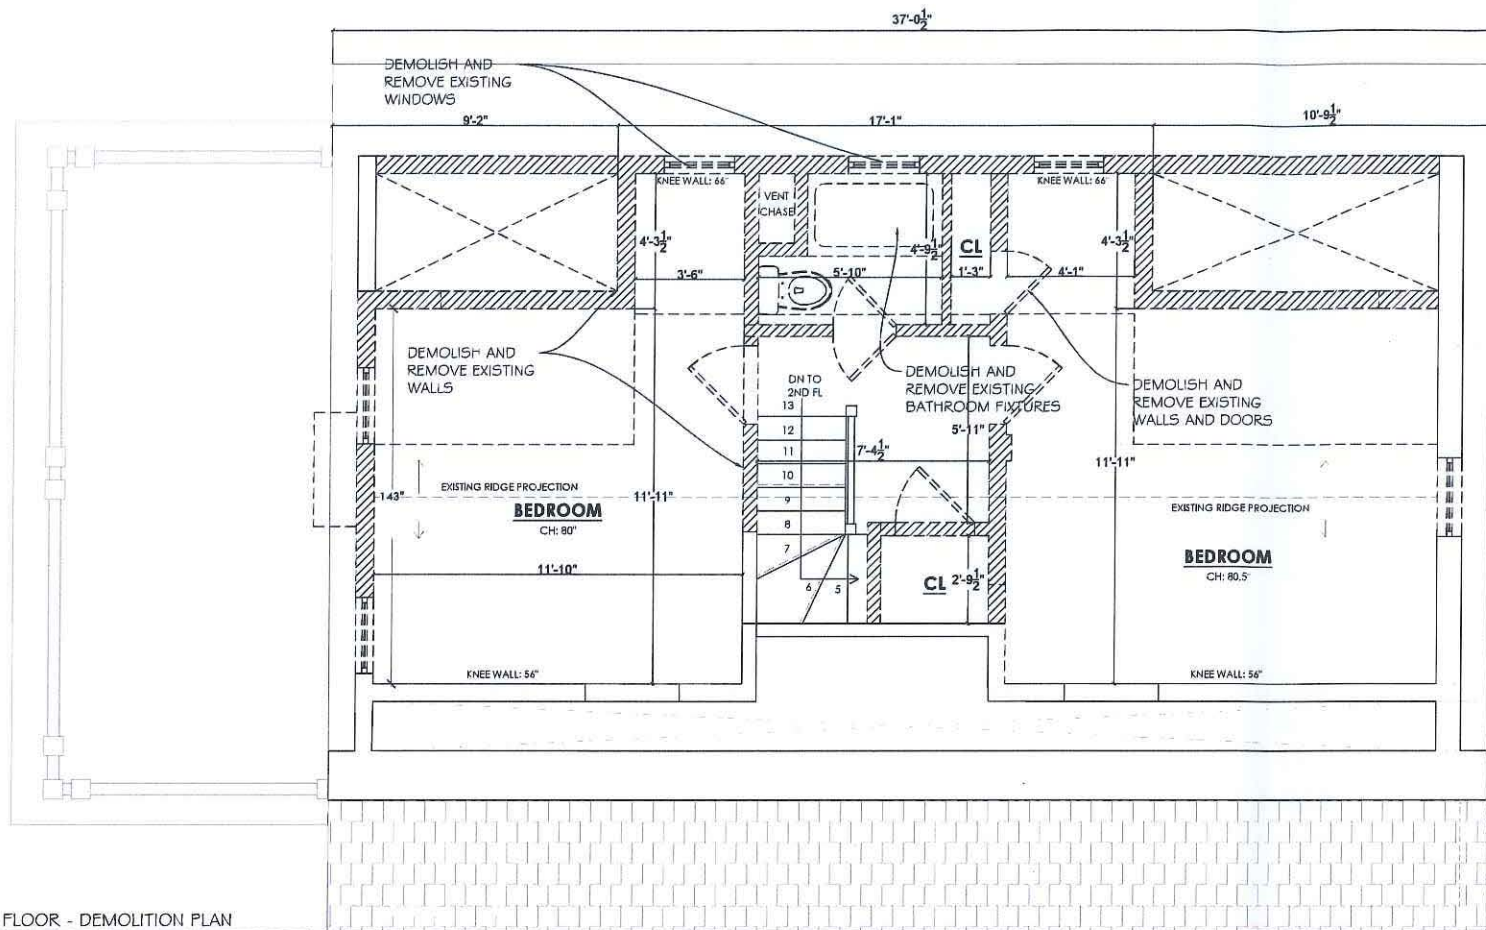 37'-0½"
DEMOLISH AND
REMOVE EXISTING
WINDOWS
9'-2"
17'-1"
10'-9½"
KNEE WALL: 66"
VENT
CHASE
KNEE WALL: 66"
4'-3½"
4'-9½"
CL
4'-3½"
3'-6"
5'-10"
1'-3"
4'-1"
DEMOLISH AND
REMOVE EXISTING
WALLS
DN TO
2ND FL
DEMOLISH AND
REMOVE EXISTING
BATHROOM FIXTURES
DEMOLISH AND
REMOVE EXISTING
WALLS AND DOORS
13
12
11
10
9
8
7
6
5
5'-11"
7'-4½"
11'-11"
143"
EXISTING RIDGE PROJECTION
11'-11"
BEDROOM
CH: 80"
EXISTING RIDGE PROJECTION
BEDROOM
CH: 80.5"
11'-10"
CL
2'-9½"
KNEE WALL: 56"
KNEE WALL: 56"
FLOOR - DEMOLITION PLAN